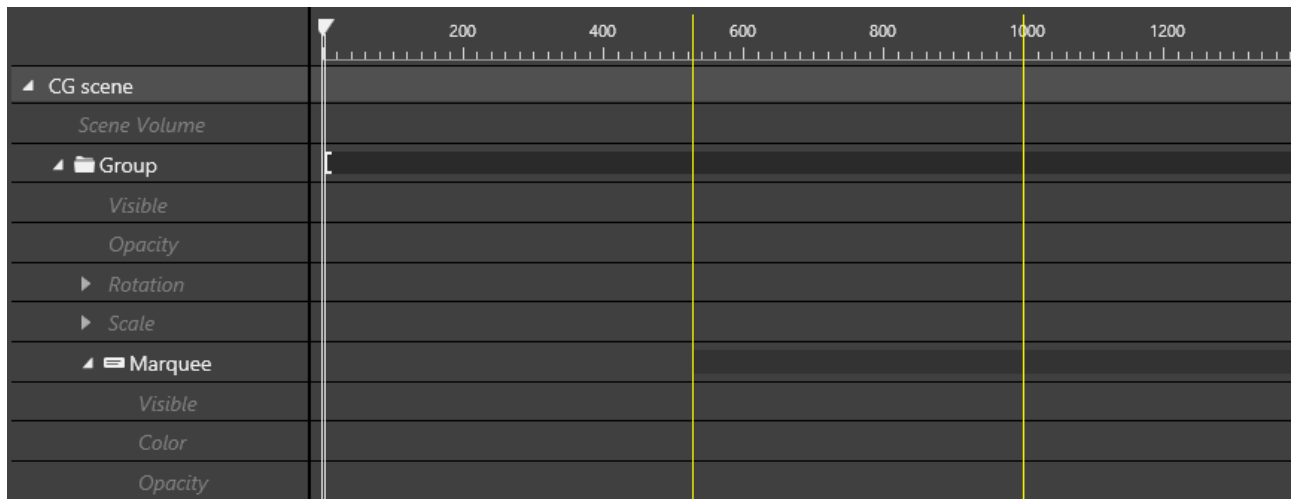 200 400 600 800 1000 1200
CG scene
Scene Volume
Group
Visible
Opacity
Rotation
Scale
Marquee
Visible
Color
Opacity